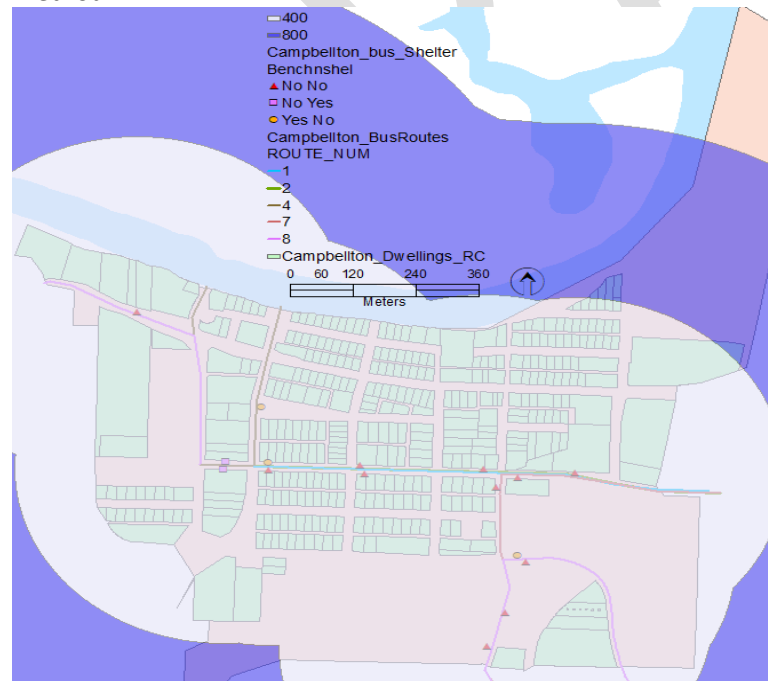 400
800
Campbellton_bus_Shelter
Benchnshel
No No
No Yes
Yes No
Campbellton_BusRoutes
ROUTE_NUM
1
2
4
7
8
Campbellton_Dwellings_RC
0 60 120 240 360
Meters